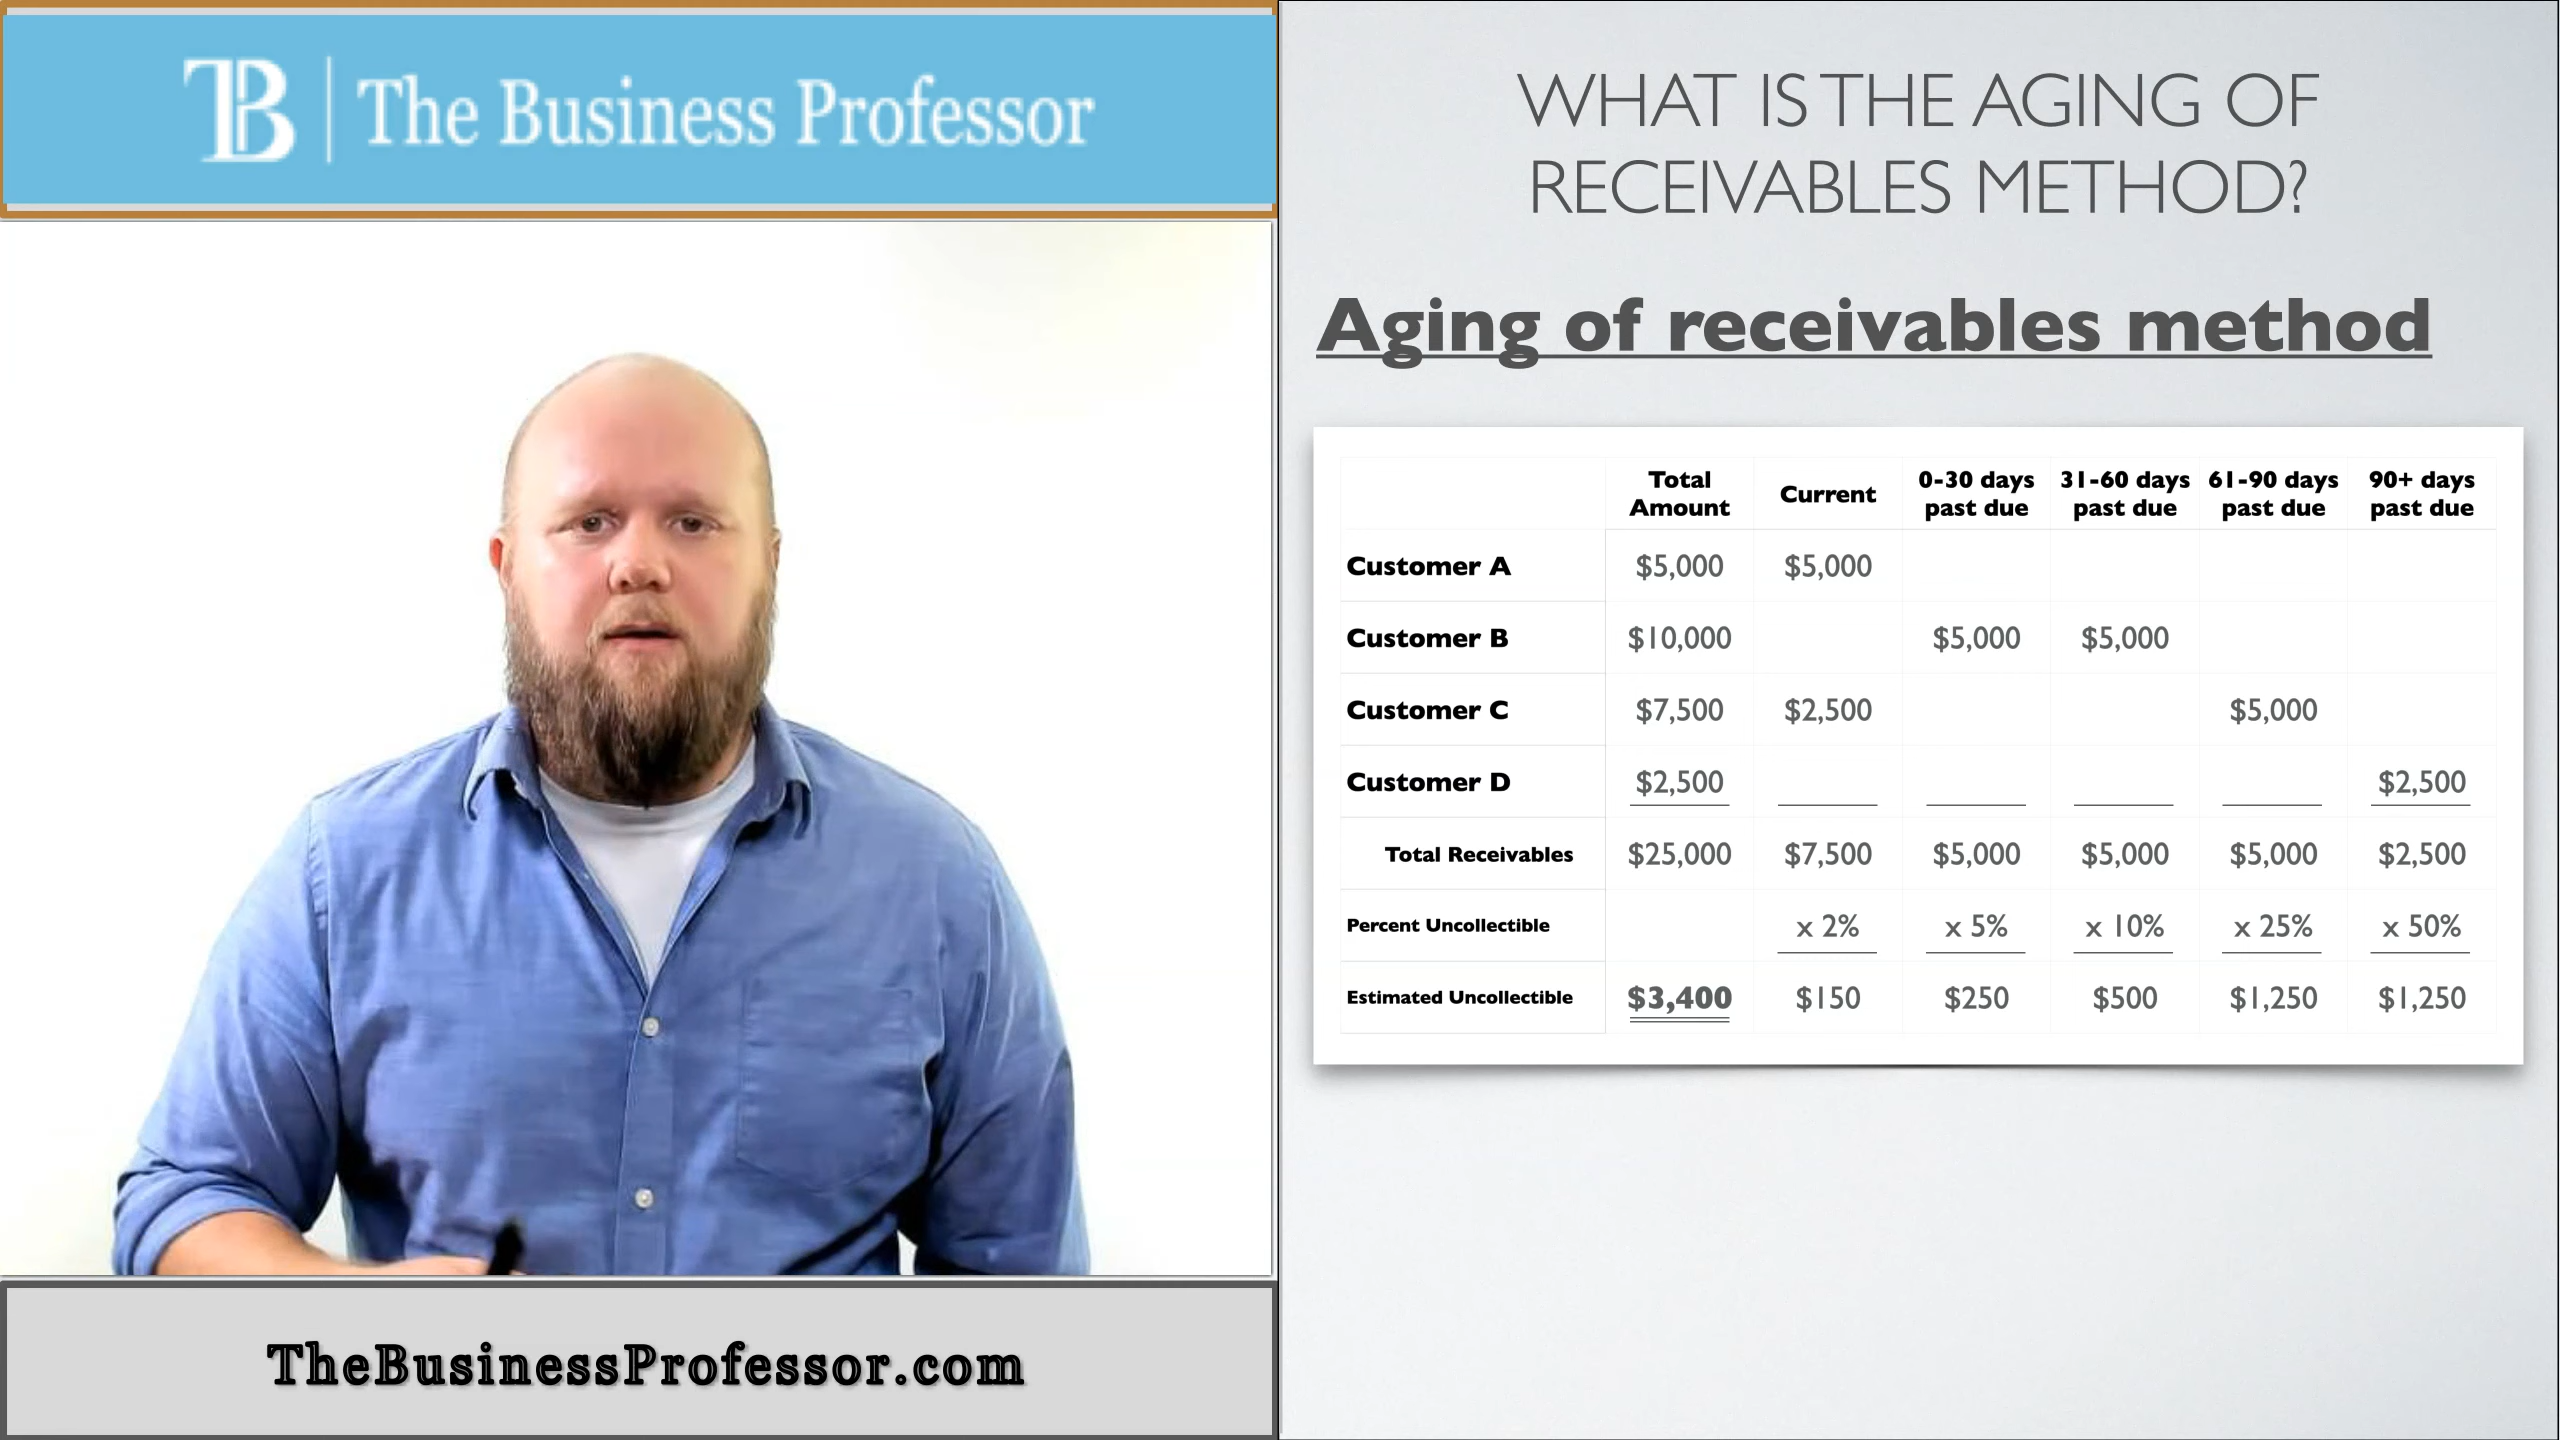 TB | The Business Professor
TheBusinessProfessor.com
WHAT IS THE AGING OF
RECEIVABLES METHOD?
Aging of receivables method
Total Amount Current 0-30 days past due 31-60 days past due 61-90 days past due 90+ days past due
Customer A $5,000 $5,000
Customer B $10,000 $5,000 $5,000
Customer C $7,500 $2,500 $5,000
Customer D $2,500 $2,500
Total Receivables $25,000 $7,500 $5,000 $5,000 $5,000 $2,500
Percent Uncollectible x 2% x 5% x 10% x 25% x 50%
Estimated Uncollectible $3,400 $150 $250 $500 $1,250 $1,250